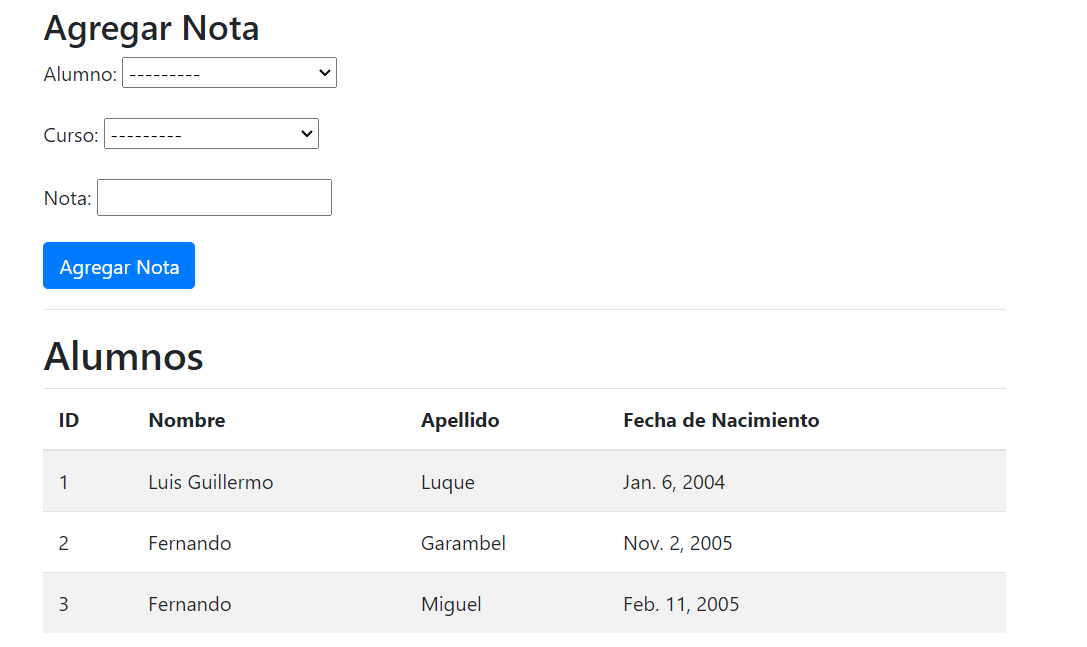 Agregar Nota
Alumno: ---------
Curso: ---------
Nota:
Agregar Nota
Alumnos
ID Nombre Apellido Fecha de Nacimiento
1 Luis Guillermo Luque Jan. 6, 2004
2 Fernando Garambel Nov. 2, 2005
3 Fernando Miguel Feb. 11, 2005